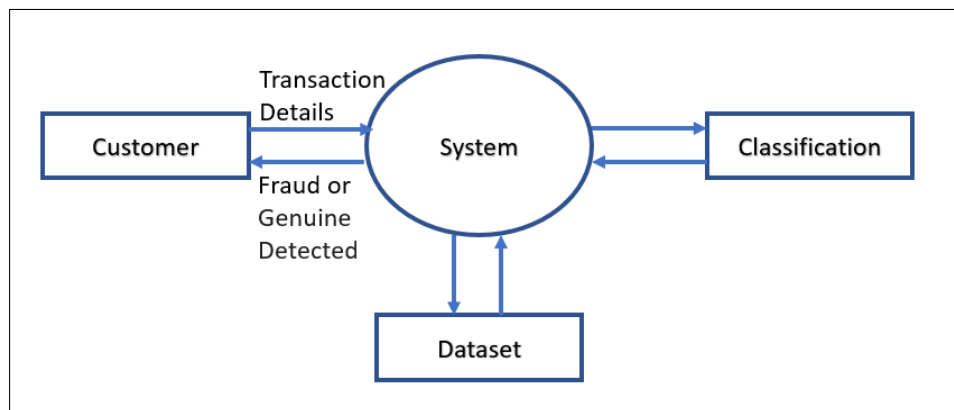 Transaction
Details
Customer
System
Classification
Fraud or
Genuine
Detected
Dataset